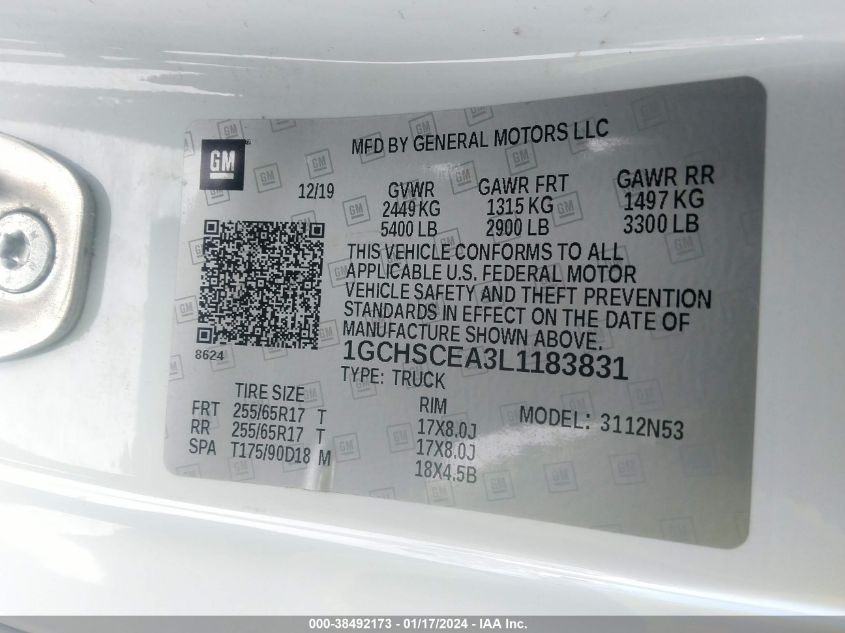 GM
MFD BY GENERAL MOTORS LLC
12/19
GVWR GAWR FRT GAWR RR
2449 KG 1315 KG 1497 KG
5400 LB 2900 LB 3300 LB
THIS VEHICLE CONFORMS TO ALL
APPLICABLE U.S. FEDERAL MOTOR
VEHICLE SAFETY AND THEFT PREVENTION
STANDARDS IN EFFECT ON THE DATE OF
MANUFACTURE SHOWN ABOVE.
8624
1GCHSCEA3L1183831
TYPE: TRUCK
TIRE SIZE RIM MODEL: 3112N53
FRT 255/65R17 T 17X8.0J
RR 255/65R17 T 17X8.0J
SPA T175/90D18 M 18X4.5B
000-38492173 - 01/17/2024 - IAA Inc.